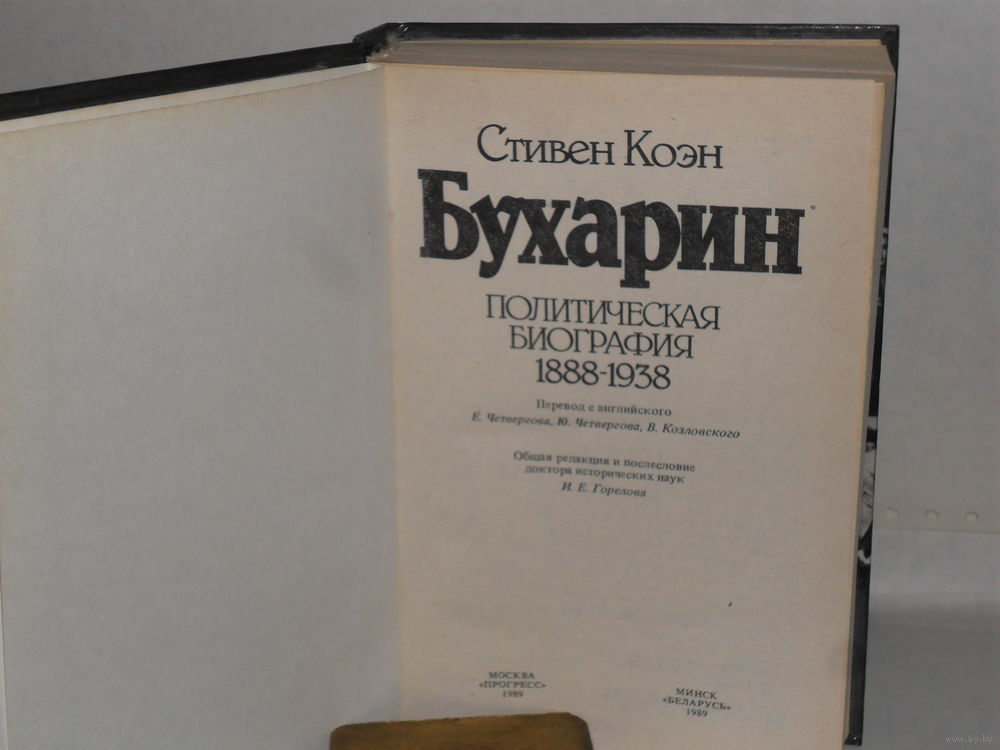 Стивен Коэн
Бухарин
ПОЛИТИЧЕСКАЯ
БИОГРАФИЯ
1888-1938
Перевод с английского
Е. Четвергова, Ю. Четвергова, В. Козловского
Общая редакция и послесловие
доктора исторических наук
И. Е. Горелова
МОСКВА
«ПРОГРЕСС»
1989
МИНСК
«БЕЛАРУСЬ»
1989
www.ay.by